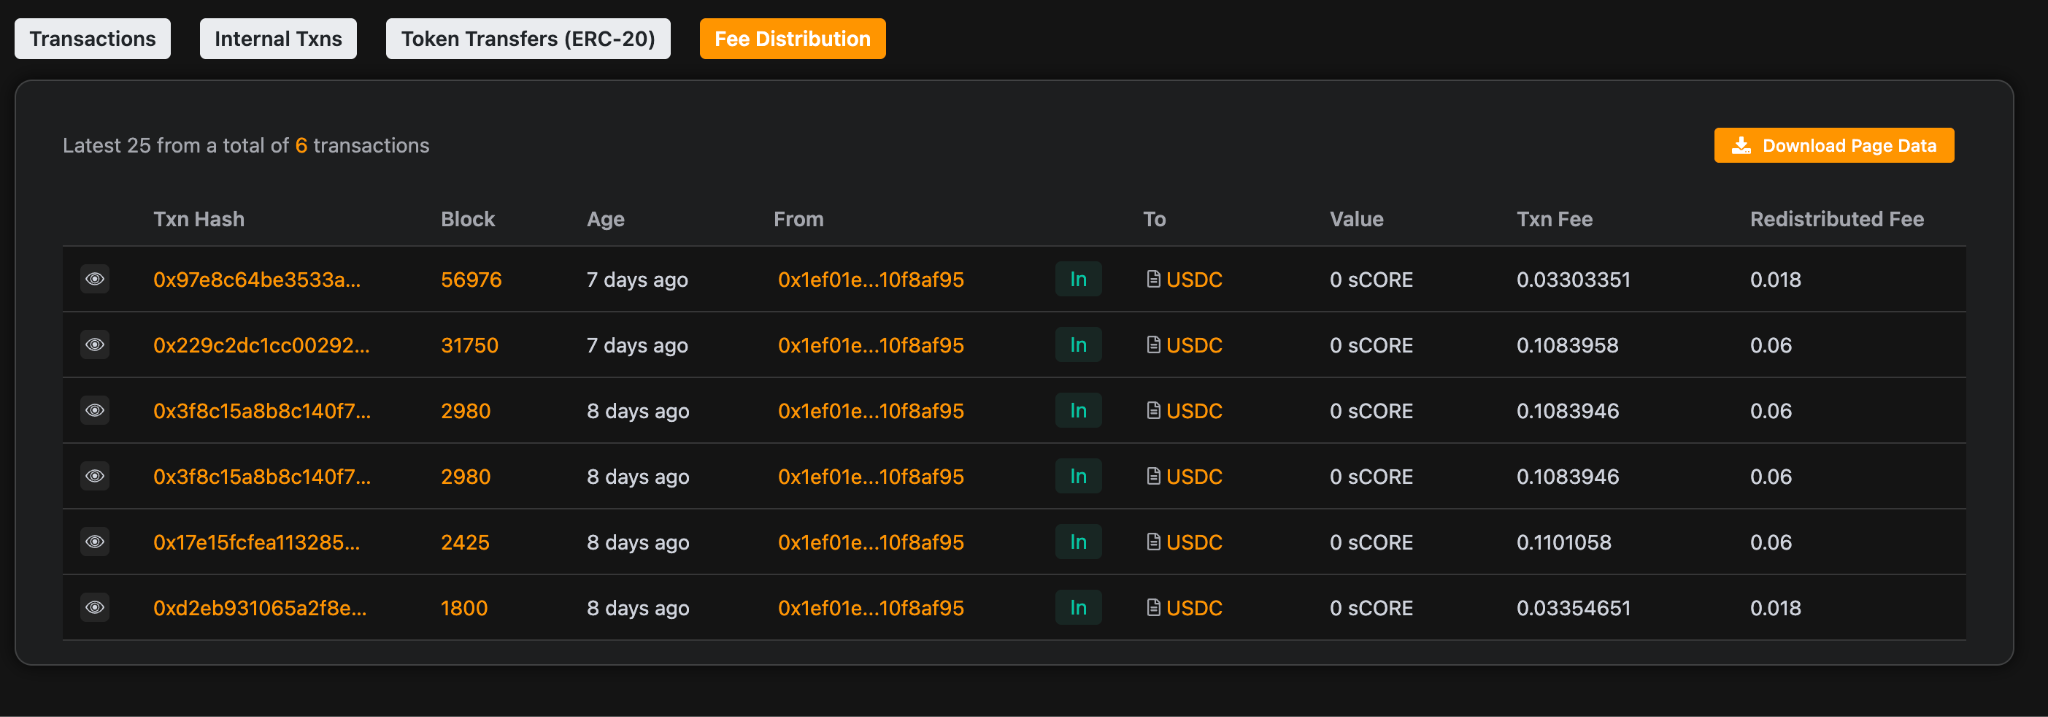 Transactions Internal Txns Token Transfers (ERC-20) Fee Distribution
Latest 25 from a total of 6 transactions Download Page Data
Txn Hash Block Age From To Value Txn Fee Redistributed Fee
0x97e8c64be3533a... 56976 7 days ago 0x1ef01e...10f8af95 In USDC 0 sCORE 0.03303351 0.018
0x229c2dc1cc00292... 31750 7 days ago 0x1ef01e...10f8af95 In USDC 0 sCORE 0.1083958 0.06
0x3f8c15a8b8c140f7... 2980 8 days ago 0x1ef01e...10f8af95 In USDC 0 sCORE 0.1083946 0.06
0x3f8c15a8b8c140f7... 2980 8 days ago 0x1ef01e...10f8af95 In USDC 0 sCORE 0.1083946 0.06
0x17e15fcfea113285... 2425 8 days ago 0x1ef01e...10f8af95 In USDC 0 sCORE 0.1101058 0.06
0xd2eb931065a2f8e... 1800 8 days ago 0x1ef01e...10f8af95 In USDC 0 sCORE 0.03354651 0.018